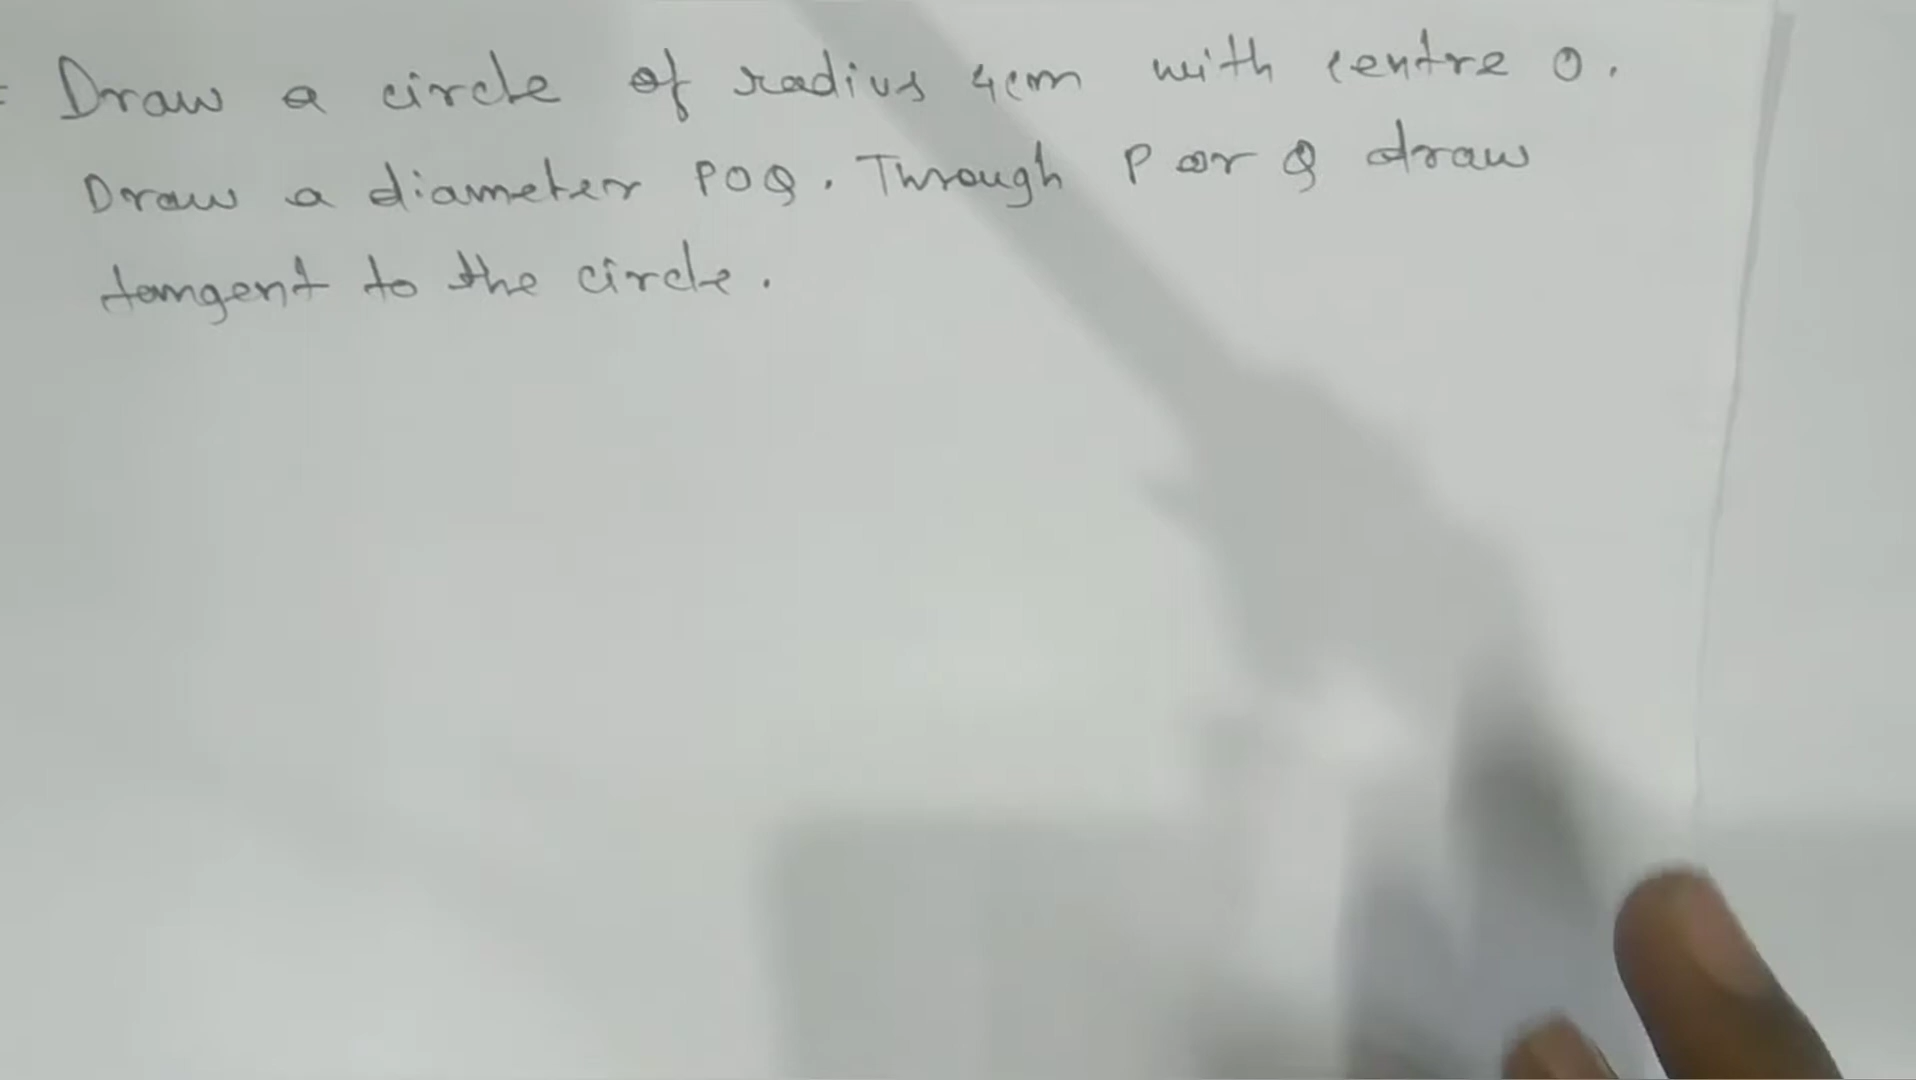 Draw a circle of radius 4cm with centre O.
Draw a diameter POQ. Through P or Q draw
tangent to the circle.